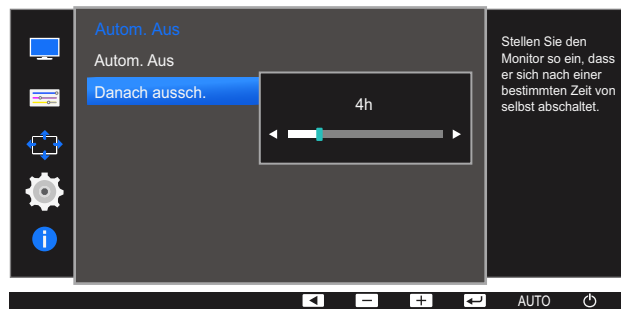 Autom. Aus
Autom. Aus
Danach aussch.
4h
Stellen Sie den
Monitor so ein, dass
er sich nach einer
bestimmten Zeit von
selbst abschaltet.
AUTO